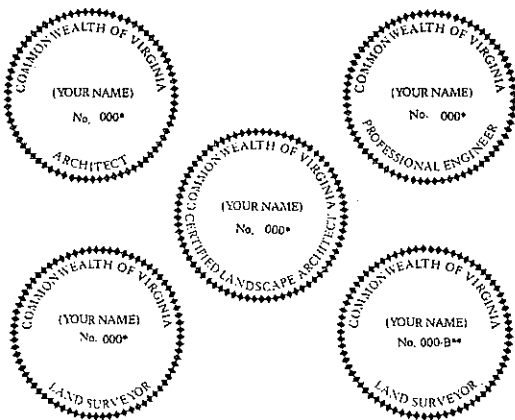 COMMONWEALTH OF VIRGINIA
(YOUR NAME)
No. 000*
ARCHITECT
COMMONWEALTH OF VIRGINIA
(YOUR NAME)
No. 000*
PROFESSIONAL ENGINEER
COMMONWEALTH OF VIRGINIA
(YOUR NAME)
No. 000*
CERTIFIED LANDSCAPE ARCHITECT
COMMONWEALTH OF VIRGINIA
(YOUR NAME)
No. 000*
LAND SURVEYOR
COMMONWEALTH OF VIRGINIA
(YOUR NAME)
No. 000-B**
LAND SURVEYOR